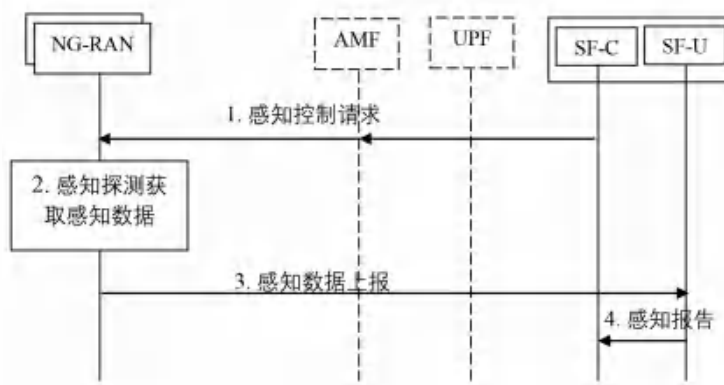 NG-RAN
AMF
UPF
SF-C
SF-U
1. 感知控制请求
2. 感知探测获
取感知数据
3. 感知数据上报
4. 感知报告